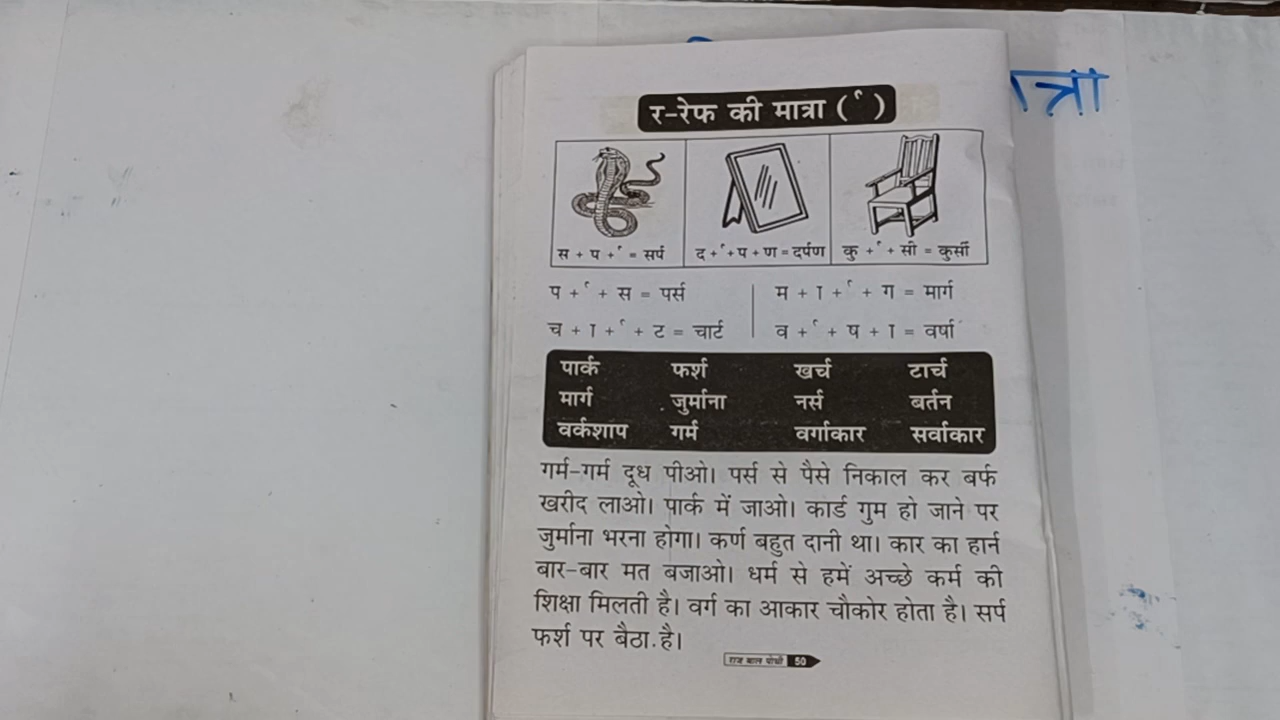 र-रेफ की मात्रा ( र्‍ )
स + प + र्‍ = सर्प
द + र्‍ + प + ण = दर्पण
कु + र्‍ + सी = कुर्सी
प + र्‍ + स = पर्स
म + ा + र्‍ + ग = मार्ग
च + ा + र्‍ + ट = चार्ट
व + र्‍ + ष + ा = वर्षा
पार्क फर्श खर्च टार्च
मार्ग जुर्माना नर्स बर्तन
वर्कशाप गर्म वर्गाकार सर्वाकार
गर्म-गर्म दूध पीओ। पर्स से पैसे निकाल कर बर्फ
खरीद लाओ। पार्क में जाओ। कार्ड गुम हो जाने पर
जुर्माना भरना होगा। कर्ण बहुत दानी था। कार का हार्न
बार-बार मत बजाओ। धर्म से हमें अच्छे कर्म की
शिक्षा मिलती है। वर्ग का आकार चौकोर होता है। सर्प
फर्श पर बैठा है।
राज बाल पोथी 50